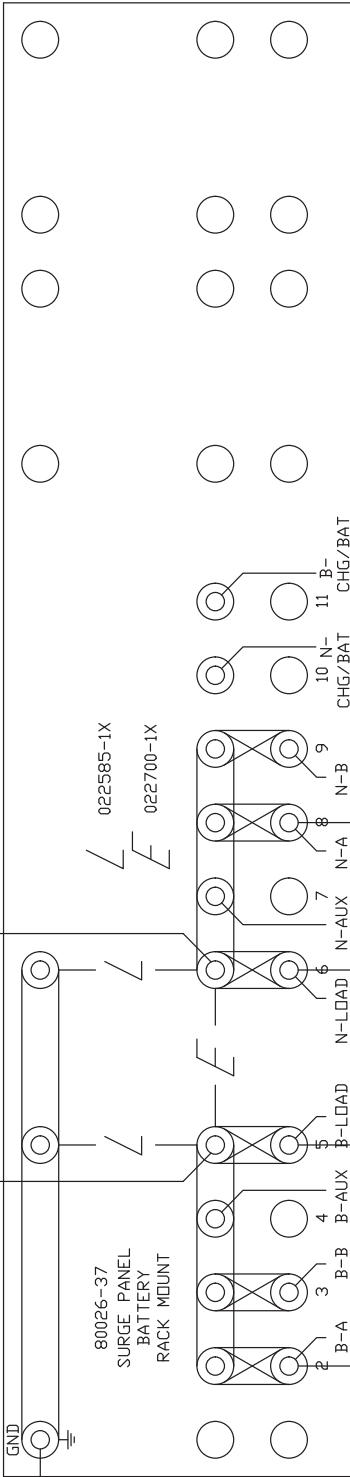 GND
80026-37
SURGE PANEL
BATTERY
RACK MOUNT
022585-1X
022700-1X
2
B-A
3
B-B
4
B-AUX
5
B-LOAD
6
N-LOAD
7
N-AUX
8
N-A
9
N-B
10
N-
CHG/BAT
11
B-
CHG/BAT